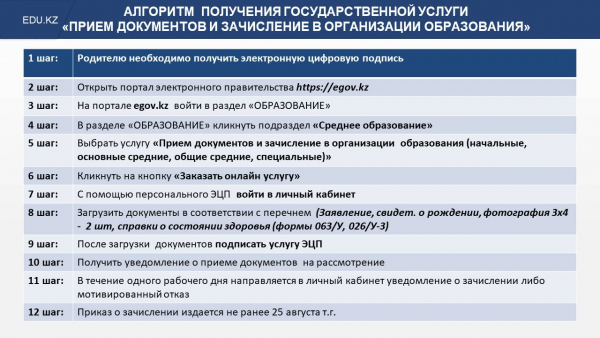 EDU.KZ
АЛГОРИТМ ПОЛУЧЕНИЯ ГОСУДАРСТВЕННОЙ УСЛУГИ
«ПРИЕМ ДОКУМЕНТОВ И ЗАЧИСЛЕНИЕ В ОРГАНИЗАЦИИ ОБРАЗОВАНИЯ»
1 шаг: Родителю необходимо получить электронную цифровую подпись
2 шаг: Открыть портал электронного правительства https://egov.kz
3 шаг: На портале egov.kz войти в раздел «ОБРАЗОВАНИЕ»
4 шаг: В разделе «ОБРАЗОВАНИЕ» кликнуть подраздел «Среднее образование»
5 шаг: Выбрать услугу «Прием документов и зачисление в организации образования (начальные,
основные средние, общие средние, специальные)»
6 шаг: Кликнуть на кнопку «Заказать онлайн услугу»
7 шаг: С помощью персонального ЭЦП войти в личный кабинет
8 шаг: Загрузить документы в соответствии с перечнем (Заявление, свидет. о рождении, фотография 3х4
- 2 шт, справки о состоянии здоровья (формы 063/У, 026/У-3)
9 шаг: После загрузки документов подписать услугу ЭЦП
10 шаг: Получить уведомление о приеме документов на рассмотрение
11 шаг: В течение одного рабочего дня направляется в личный кабинет уведомление о зачислении либо
мотивированный отказ
12 шаг: Приказ о зачислении издается не ранее 25 августа т.г.